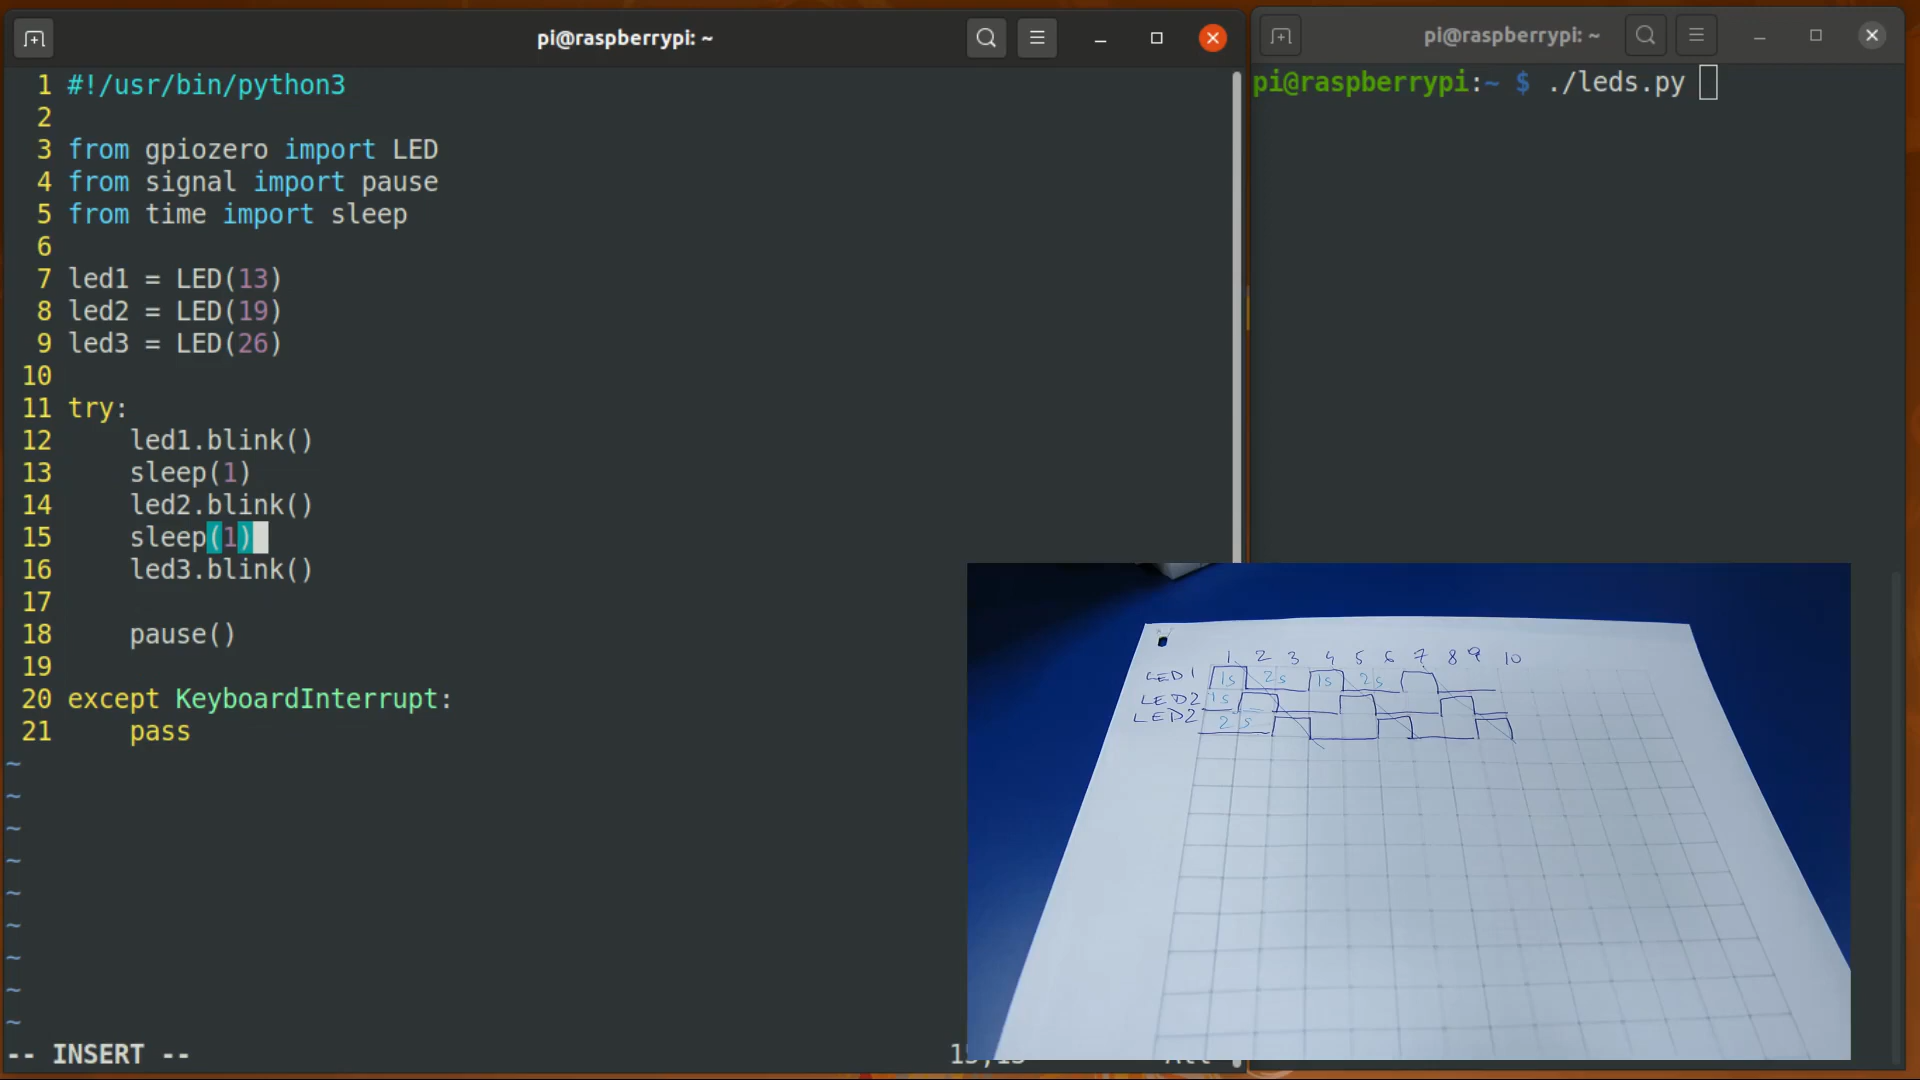 pi@raspberrypi: ~
1 #!/usr/bin/python3
2
3 from gpiozero import LED
4 from signal import pause
5 from time import sleep
6
7 led1 = LED(13)
8 led2 = LED(19)
9 led3 = LED(26)
10
11 try:
12 led1.blink()
13 sleep(1)
14 led2.blink()
15 sleep(1)
16 led3.blink()
17
18 pause()
19
20 except KeyboardInterrupt:
21 pass
~
~
~
~
~
~
~
~
~
-- INSERT --
pi@raspberrypi: ~
pi@raspberrypi:~ $ ./leds.py
1 2 3 4 5 6 7 8 9 10
LED1 1s 2s 1s 2s
LED2 1s
LED2 2s